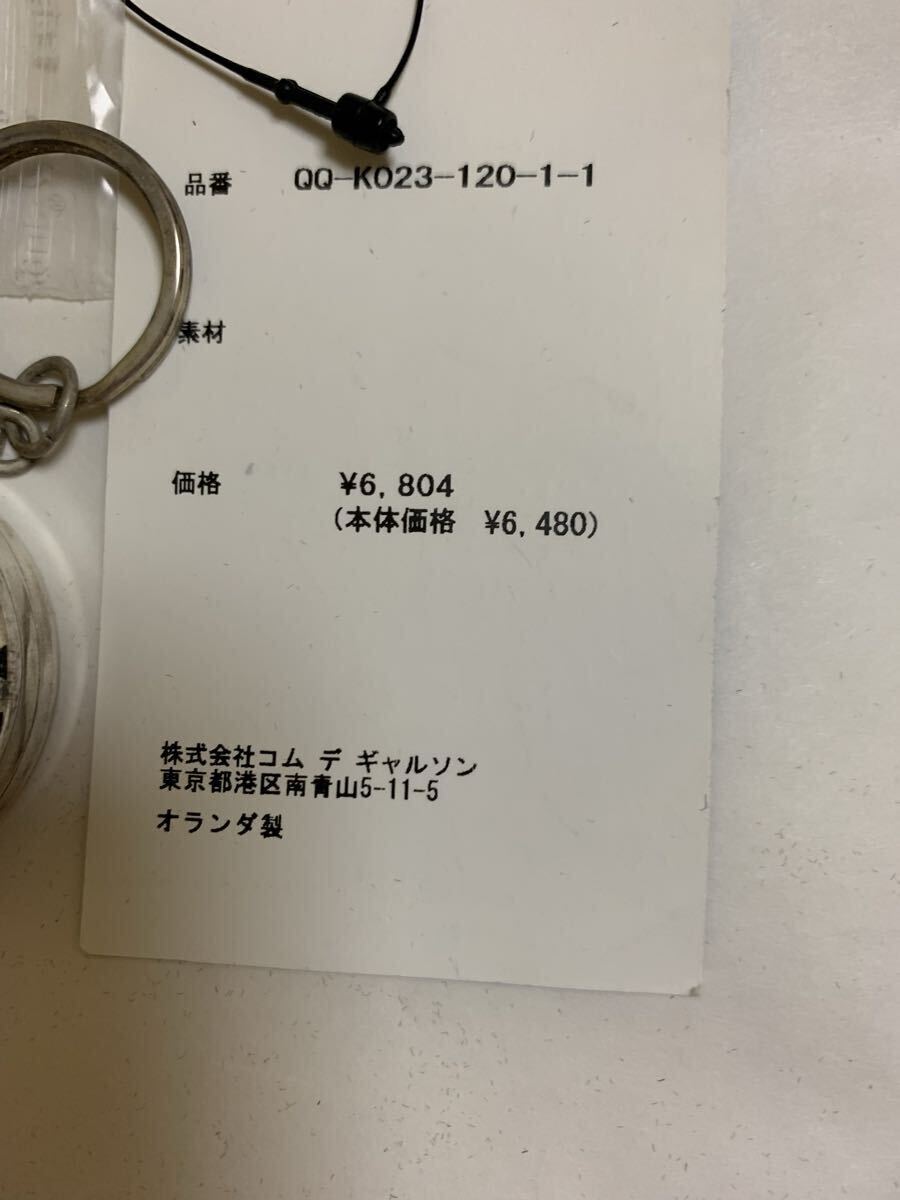 品番 QQ-K023-120-1-1
素材
価格 ¥6,804
(本体価格 ¥6,480)
株式会社コム デ ギャルソン
東京都港区南青山5-11-5
オランダ製